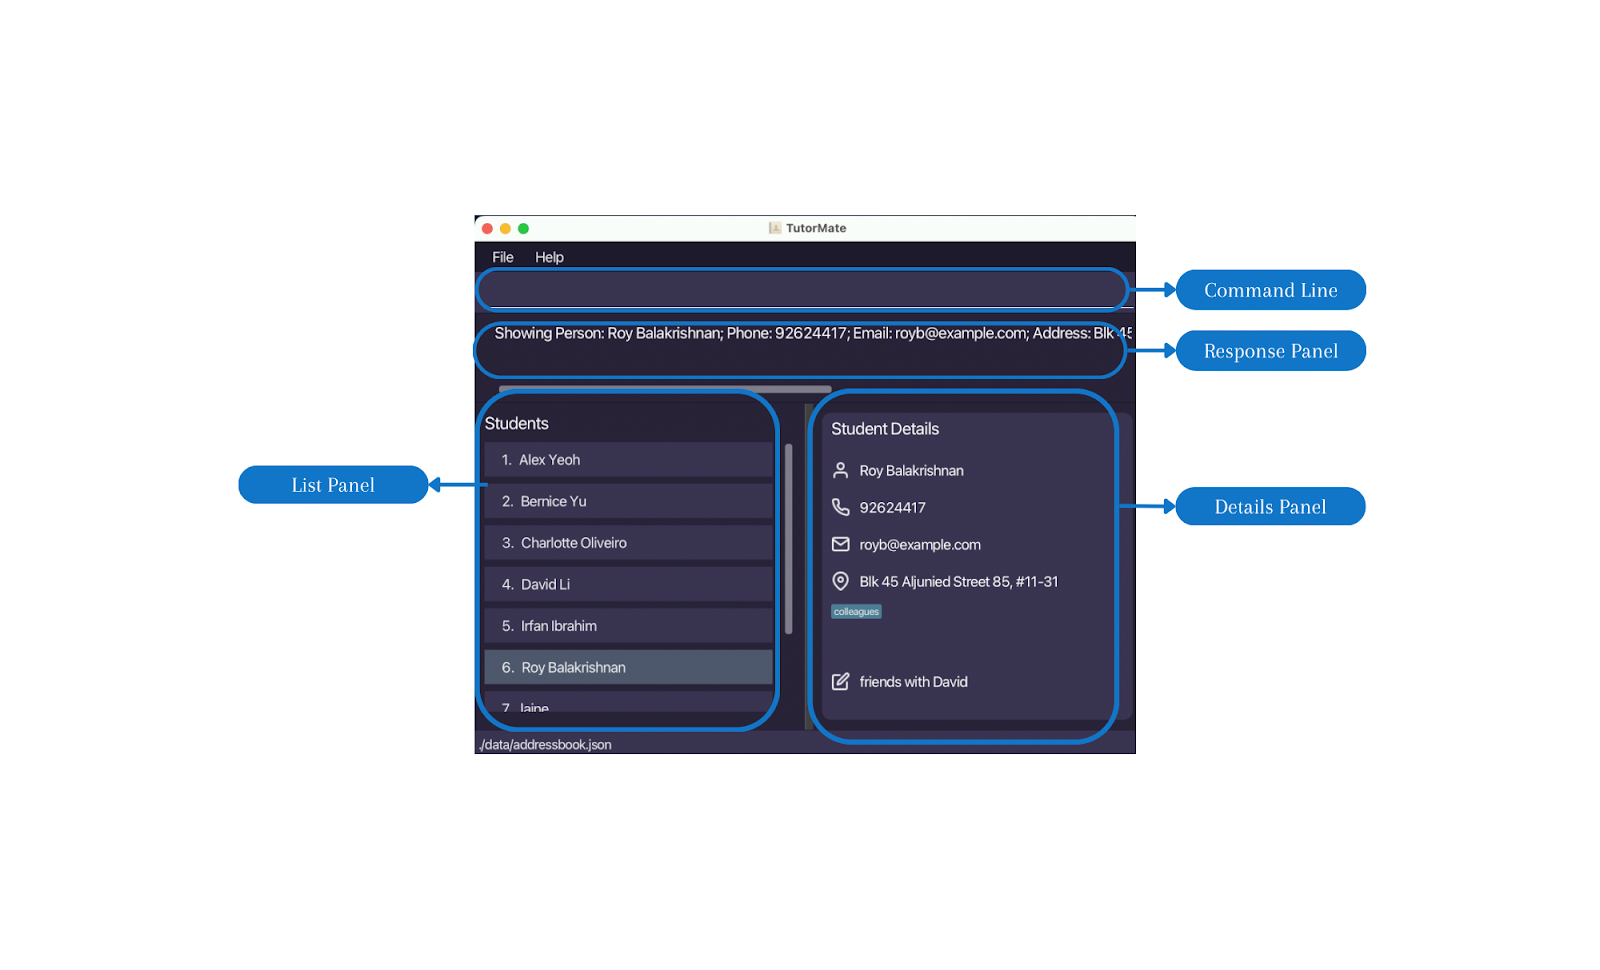 TutorMate
File Help
Command Line
Showing Person: Roy Balakrishnan; Phone: 92624417; Email: royb@example.com; Address: Blk 45
Response Panel
List Panel
Students
1. Alex Yeoh
2. Bernice Yu
3. Charlotte Oliveiro
4. David Li
5. Irfan Ibrahim
6. Roy Balakrishnan
7. Jaine
Student Details
Roy Balakrishnan
92624417
royb@example.com
Blk 45 Aljunied Street 85, #11-31
colleagues
friends with David
Details Panel
./data/addressbook.json